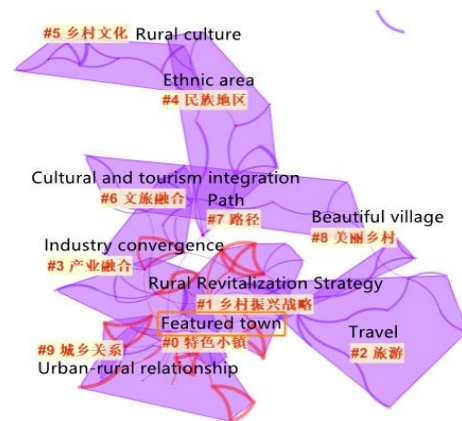 #5 乡村文化 Rural culture
Ethnic area
#4 民族地区
Cultural and tourism integration
#6 文旅融合
Path
#7 路径
Beautiful village
#8 美丽乡村
Industry convergence
#3 产业融合
Rural Revitalization Strategy
#1 乡村振兴战略
Featured town
#0 特色小镇
Travel
#2 旅游
#9 城乡关系
Urban-rural relationship